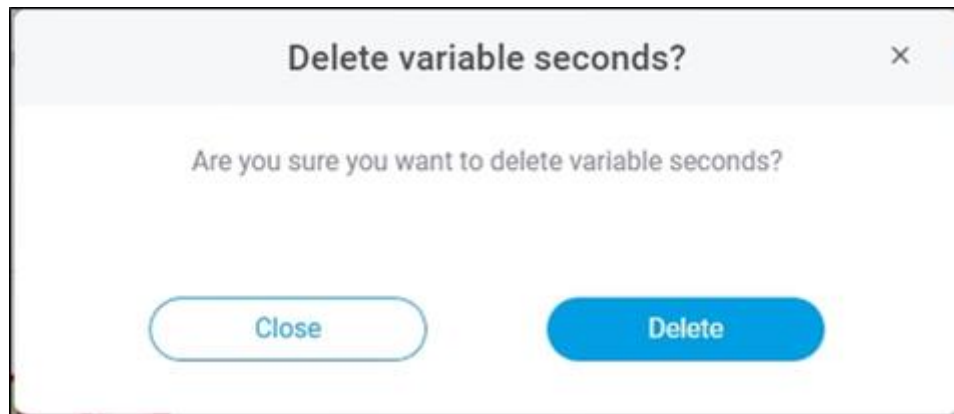 Delete variable seconds?
Are you sure you want to delete variable seconds?
Close
Delete